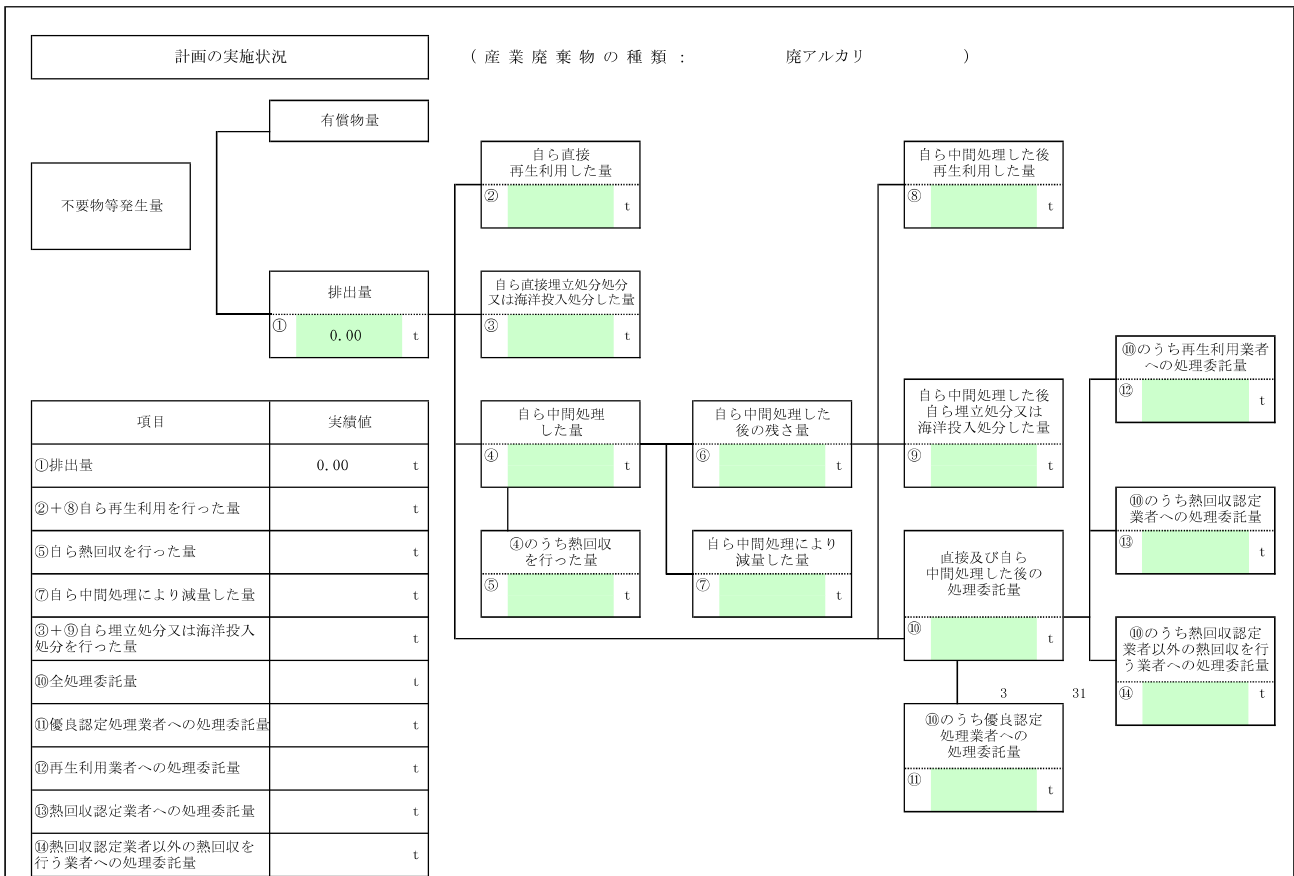 計画の実施状況
（産業廃棄物の種類： 廃アルカリ ）
有償物量
不要物等発生量
排出量
① 0.00 t
自ら直接
再生利用した量
② t
自ら直接埋立処分処分
又は海洋投入処分した量
③ t
自ら中間処理
した量
④ t
④のうち熱回収
を行った量
⑤ t
自ら中間処理した
後の残さ量
⑥ t
自ら中間処理により
減量した量
⑦ t
自ら中間処理した後
再生利用した量
⑧ t
自ら中間処理した後
自ら埋立処分又は
海洋投入処分した量
⑨ t
直接及び自ら
中間処理した後の
処理委託量
⑩ t
3 31
⑩のうち優良認定
処理業者への
処理委託量
⑪ t
⑩のうち再生利用業者
への処理委託量
⑫ t
⑩のうち熱回収認定
業者への処理委託量
⑬ t
⑩のうち熱回収認定
業者以外の熱回収を行
う業者への処理委託量
⑭ t
項目 実績値
①排出量 0.00 t
②＋⑧自ら再生利用を行った量 t
⑤自ら熱回収を行った量 t
⑦自ら中間処理により減量した量 t
③＋⑨自ら埋立処分又は海洋投入
処分を行った量 t
⑩全処理委託量 t
⑪優良認定処理業者への処理委託量 t
⑫再生利用業者への処理委託量 t
⑬熱回収認定業者への処理委託量 t
⑭熱回収認定業者以外の熱回収を
行う業者への処理委託量 t